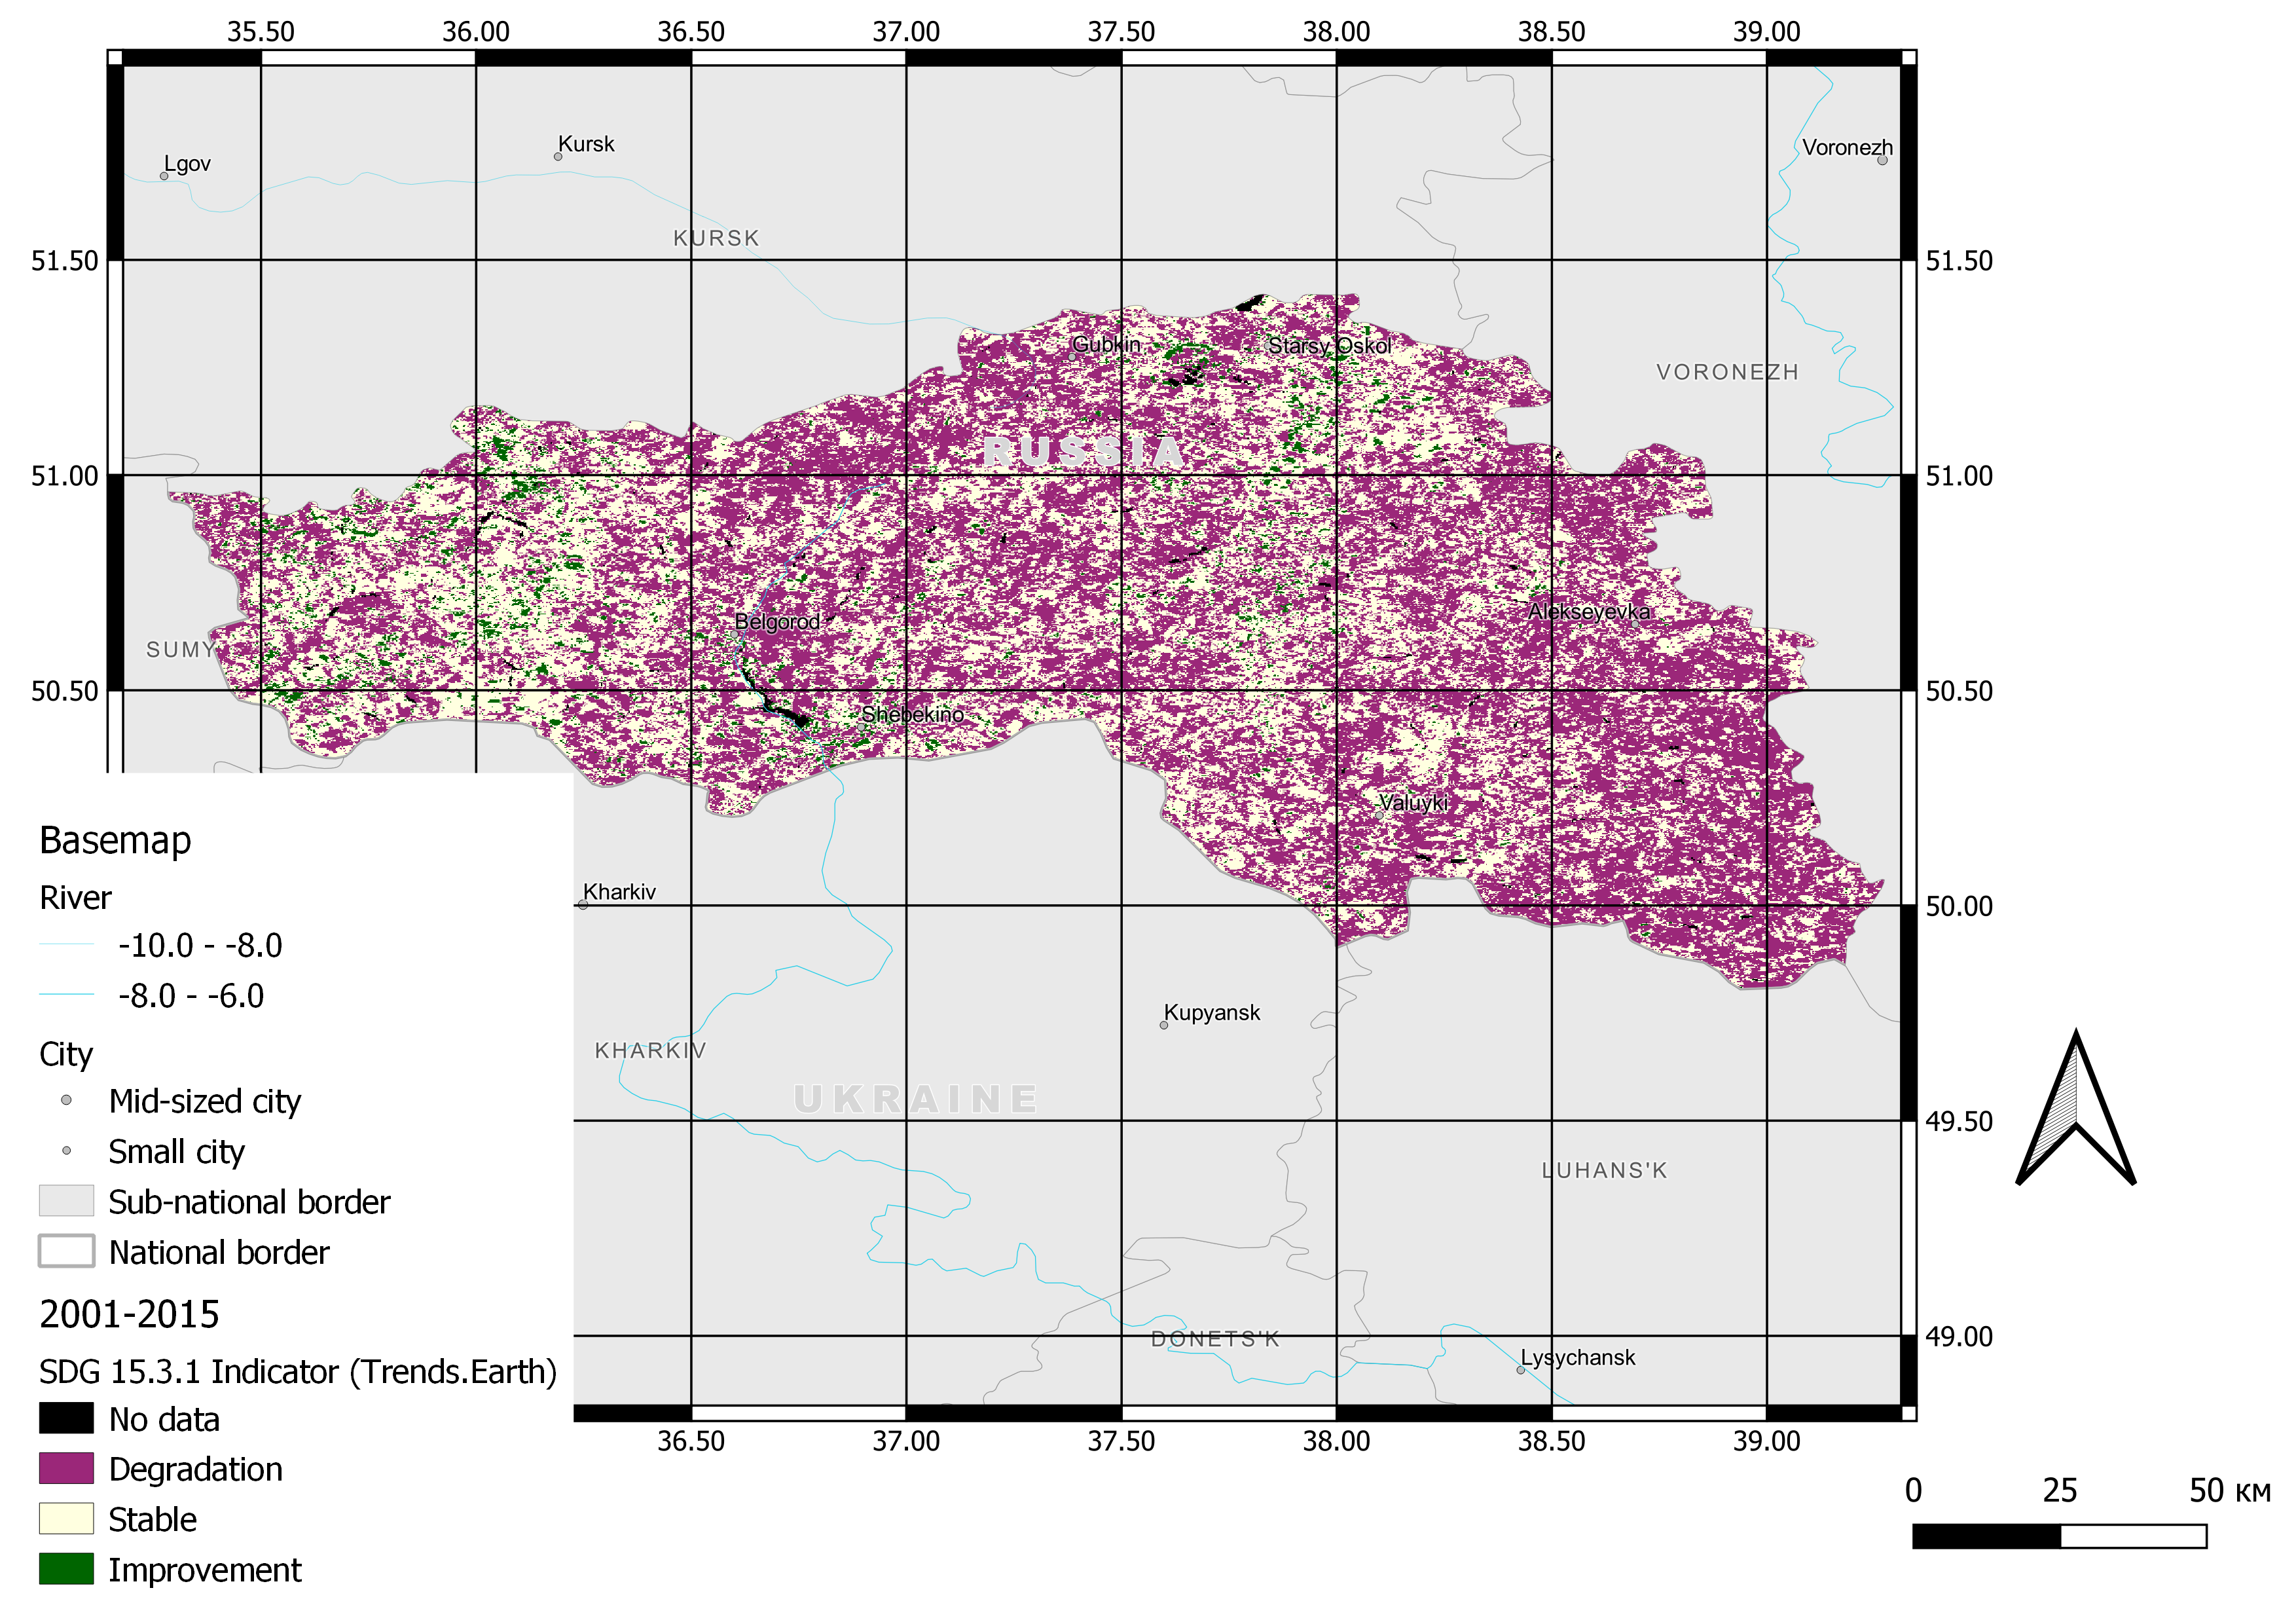 35.50 36.00 36.50 37.00 37.50 38.00 38.50 39.00
Kursk
Voronezh
Lgov
KURSK
51.50 51.50
Gubkin Starsy Oskol
VORONEZH
RUSSIA
51.00 51.00
Alekseyevka
Belgorod
SUMY
50.50 50.50
Shebekino
Valuyki
Kharkiv
50.00
Kupyansk
KHARKIV
UKRAINE
49.50
LUHANS'K
DONETS'K
49.00
Lysychansk
36.50 37.00 37.50 38.00 38.50 39.00
Basemap
River
-10.0 - -8.0
-8.0 - -6.0
City
Mid-sized city
Small city
Sub-national border
National border
2001-2015
SDG 15.3.1 Indicator (Trends.Earth)
No data
Degradation
Stable
Improvement
0 25 50 км